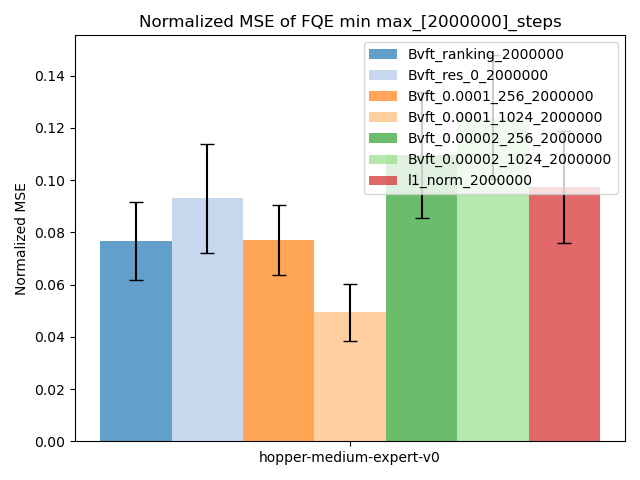 Normalized MSE of FQE min max_[2000000]_steps
Bvft_ranking_2000000
Bvft_res_0_2000000
Bvft_0.0001_256_2000000
Bvft_0.0001_1024_2000000
Bvft_0.00002_256_2000000
Bvft_0.00002_1024_2000000
l1_norm_2000000
Normalized MSE
0.14
0.12
0.10
0.08
0.06
0.04
0.02
0.00
hopper-medium-expert-v0